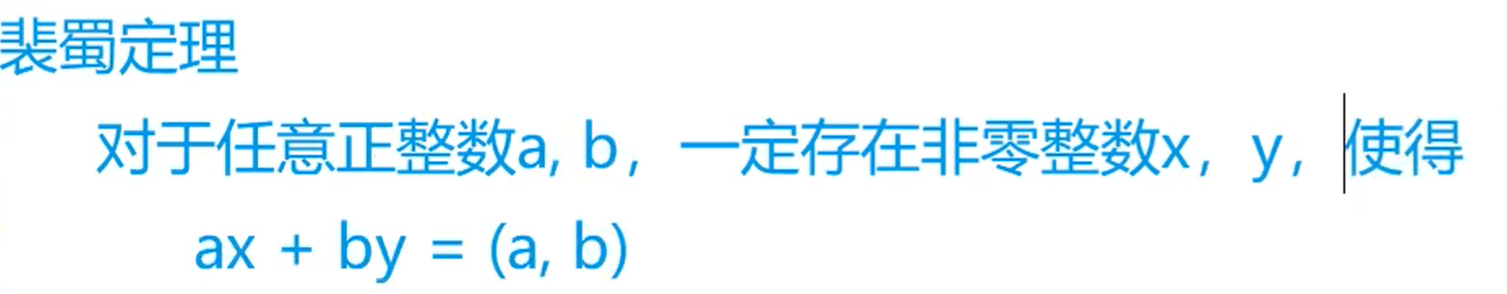 裴蜀定理
对于任意正整数a, b，一定存在非零整数x，y，使得
ax + by = (a, b)